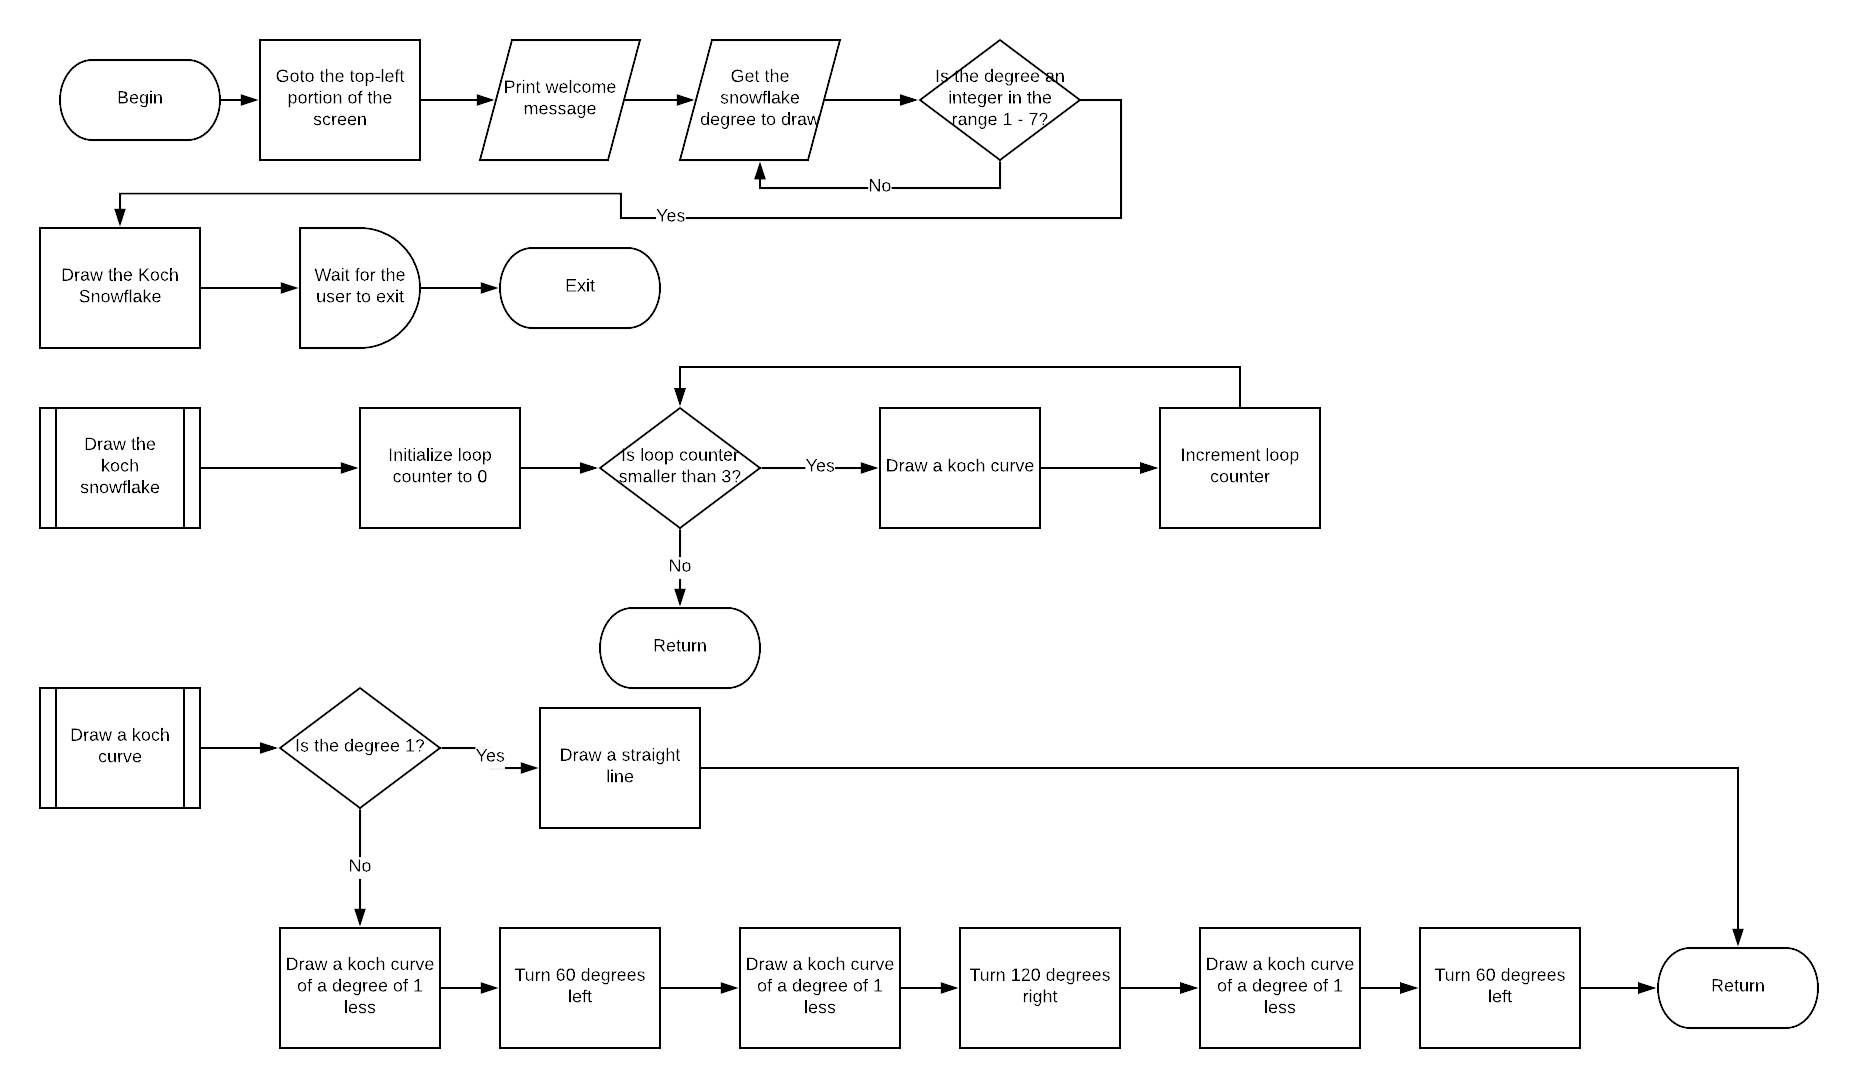 Begin
Goto the top-left
portion of the
screen
Print welcome
message
Get the
snowflake
degree to draw
Is the degree an
integer in the
range 1 - 7?
No
Yes
Draw the Koch
Snowflake
Wait for the
user to exit
Exit
Draw the
koch
snowflake
Initialize loop
counter to 0
Is loop counter
smaller than 3?
Yes
Draw a koch curve
Increment loop
counter
No
Return
Draw a koch
curve
Is the degree 1?
Yes
Draw a straight
line
No
Draw a koch curve
of a degree of 1
less
Turn 60 degrees
left
Draw a koch curve
of a degree of 1
less
Turn 120 degrees
right
Draw a koch curve
of a degree of 1
less
Turn 60 degrees
left
Return